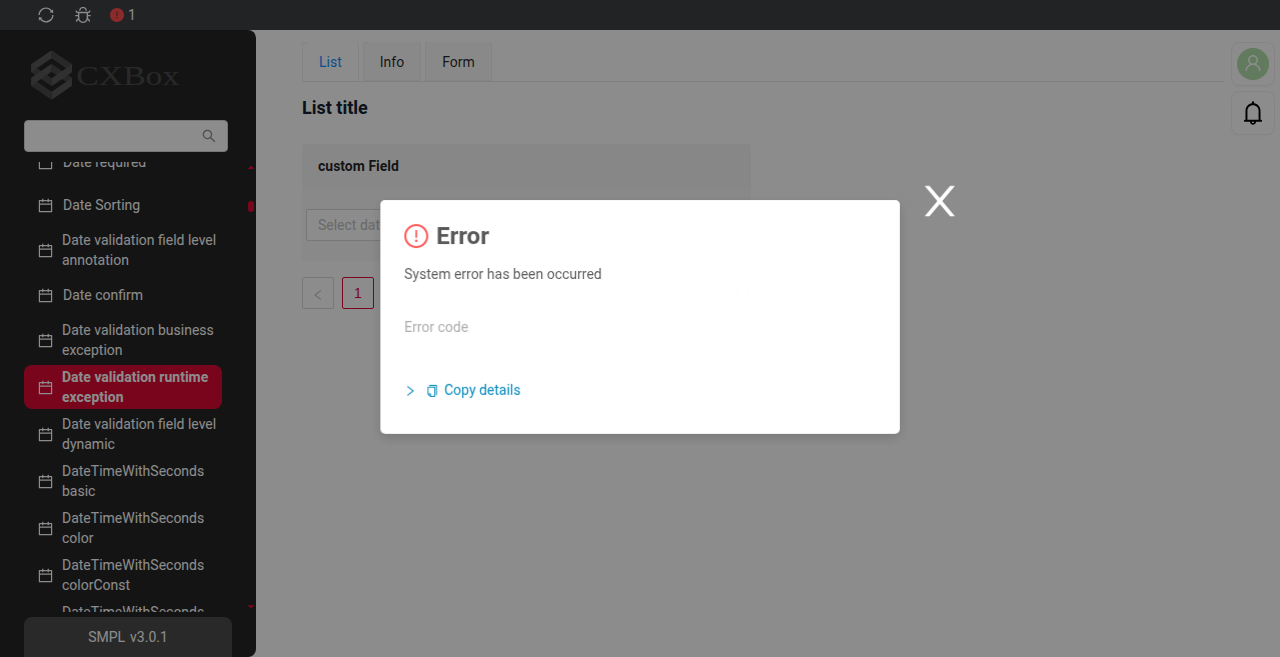 1
CXBox
List
Info
Form
List title
custom Field
Select dat
<
1
Date required
Date Sorting
Date validation field level
annotation
Date confirm
Date validation business
exception
Date validation runtime
exception
Date validation field level
dynamic
DateTimeWithSeconds
basic
DateTimeWithSeconds
color
DateTimeWithSeconds
colorConst
DateTimeWithSeconds
SMPL v3.0.1
Error
System error has been occurred
Error code
Copy details